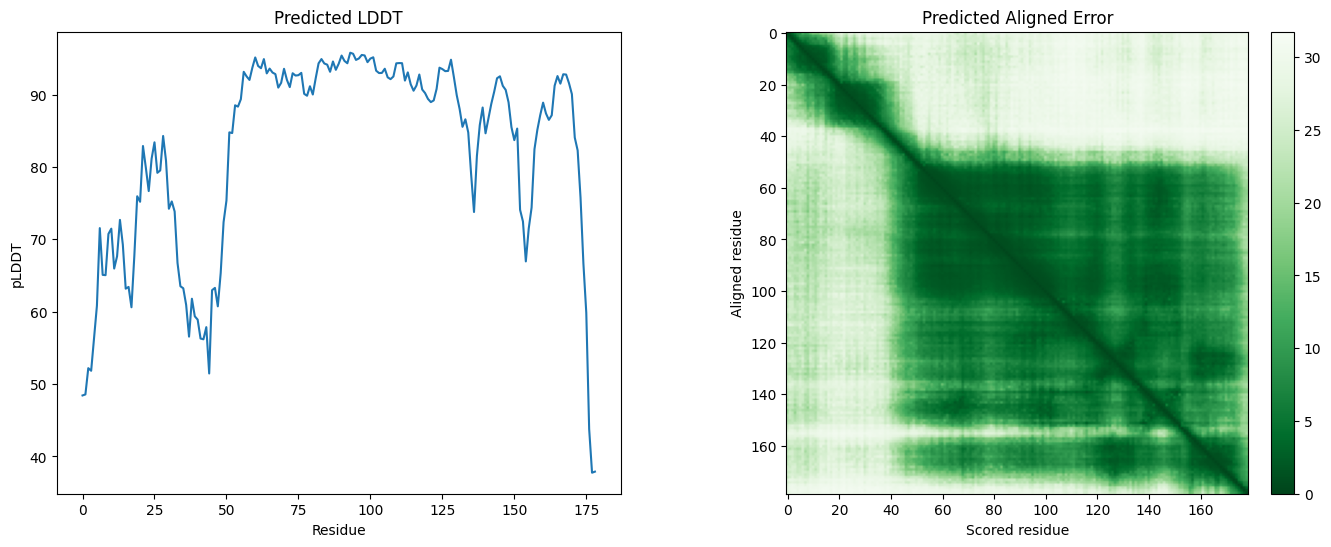 Predicted LDDT
90
80
70
60
50
40
pLDDT
0 25 50 75 100 125 150 175
Residue
Predicted Aligned Error
0
20
40
60
80
100
120
140
160
Aligned residue
0 20 40 60 80 100 120 140 160
Scored residue
30
25
20
15
10
5
0